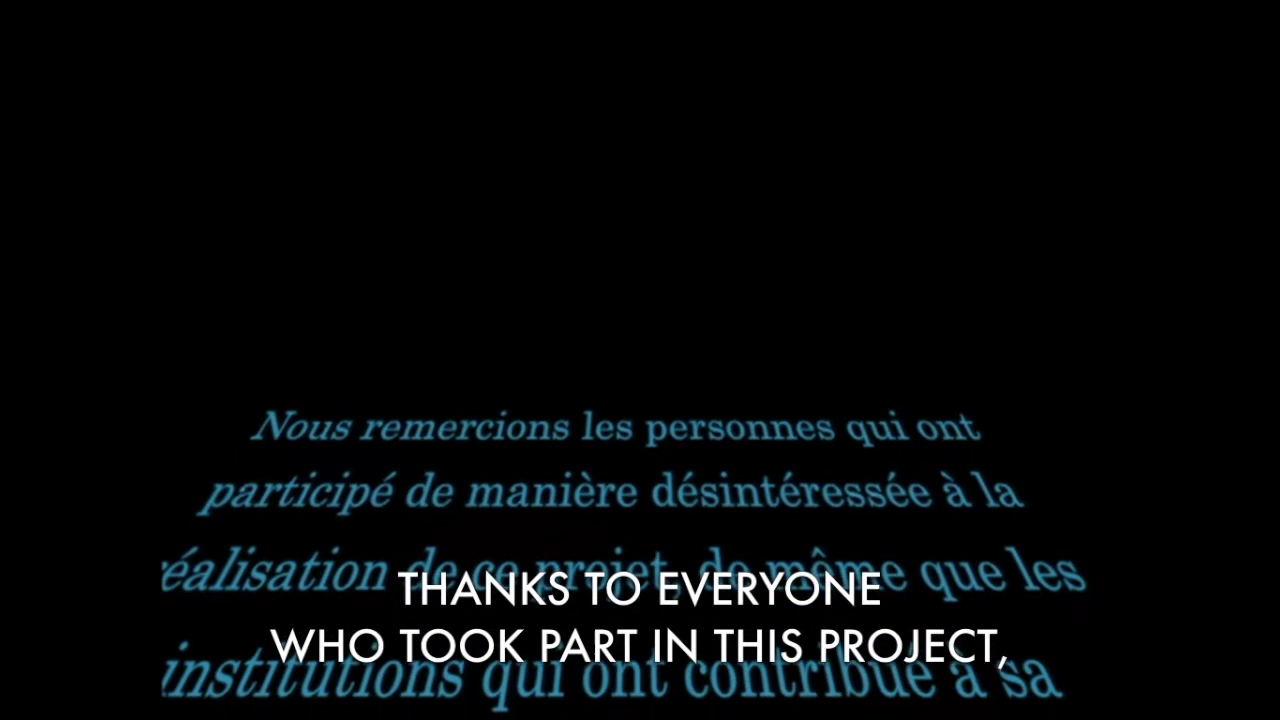 Nous remercions les personnes qui ont
participé de manière désintéressée à la
réalisation de ce projet, de même que les
THANKS TO EVERYONE
WHO TOOK PART IN THIS PROJECT,
institutions qui ont contribué à sa